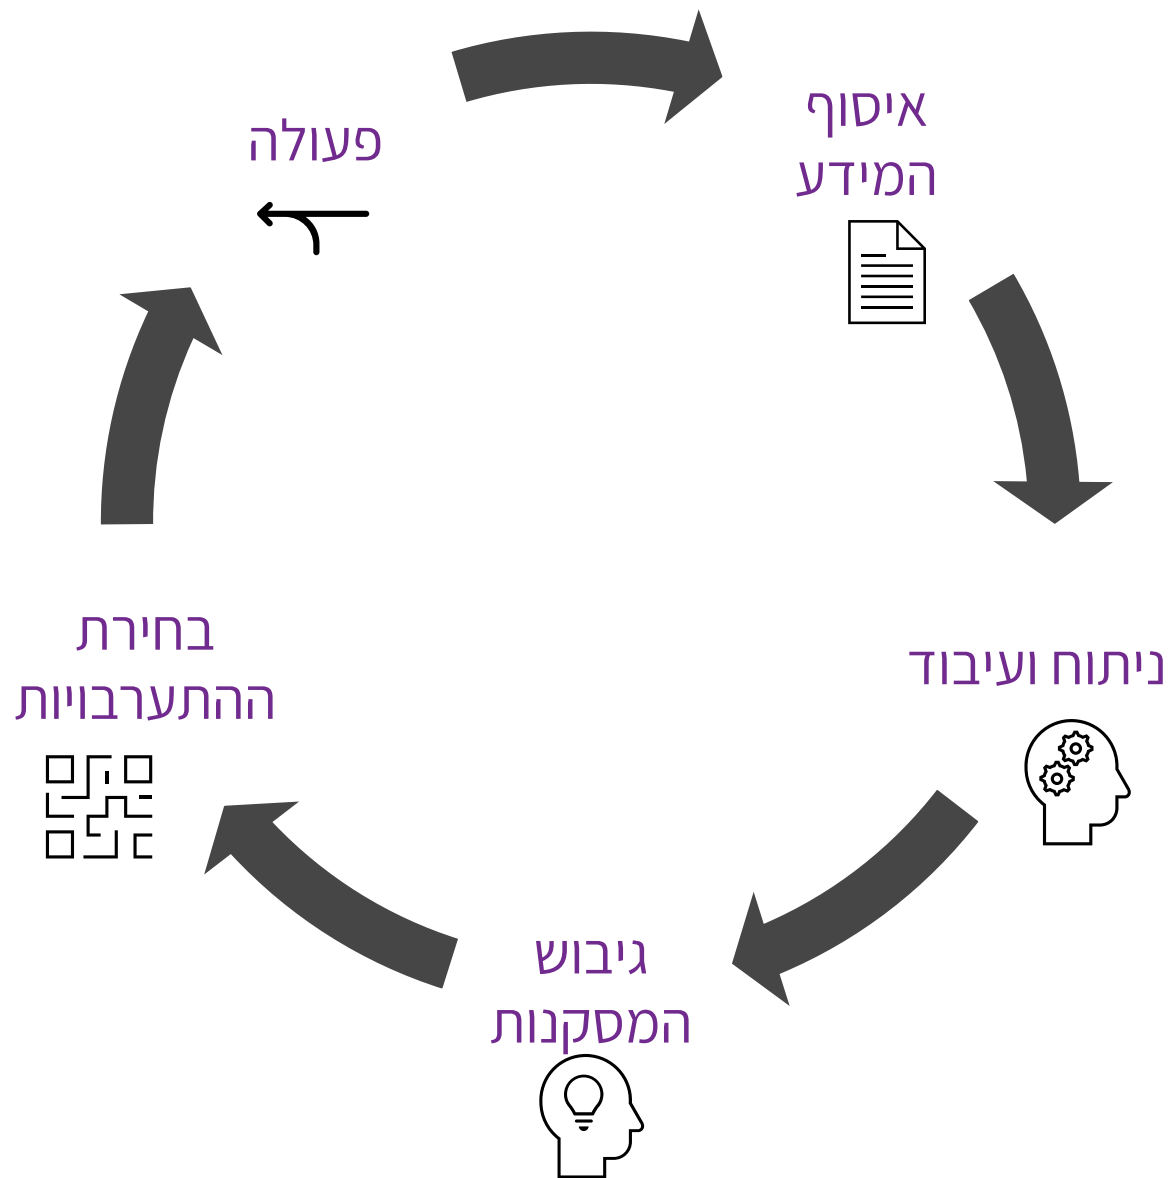 איסוף
המידע
ניתוח ועיבוד
גיבוש
המסקנות
בחירת
ההתערבויות
פעולה